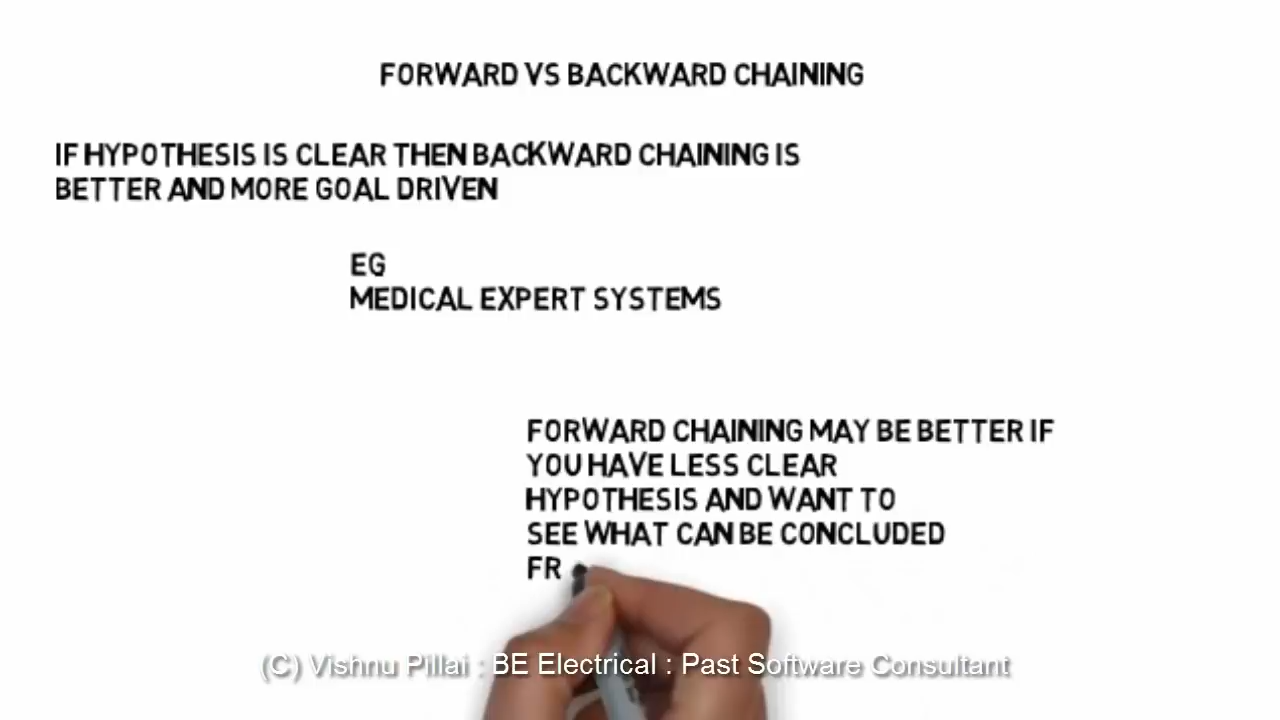 FORWARD VS BACKWARD CHAINING
IF HYPOTHESIS IS CLEAR THEN BACKWARD CHAINING IS
BETTER AND MORE GOAL DRIVEN
EG
MEDICAL EXPERT SYSTEMS
FORWARD CHAINING MAY BE BETTER IF
YOU HAVE LESS CLEAR
HYPOTHESIS AND WANT TO
SEE WHAT CAN BE CONCLUDED
FR
(C) Vishnu Pillai : BE Electrical : Past Software Consultant